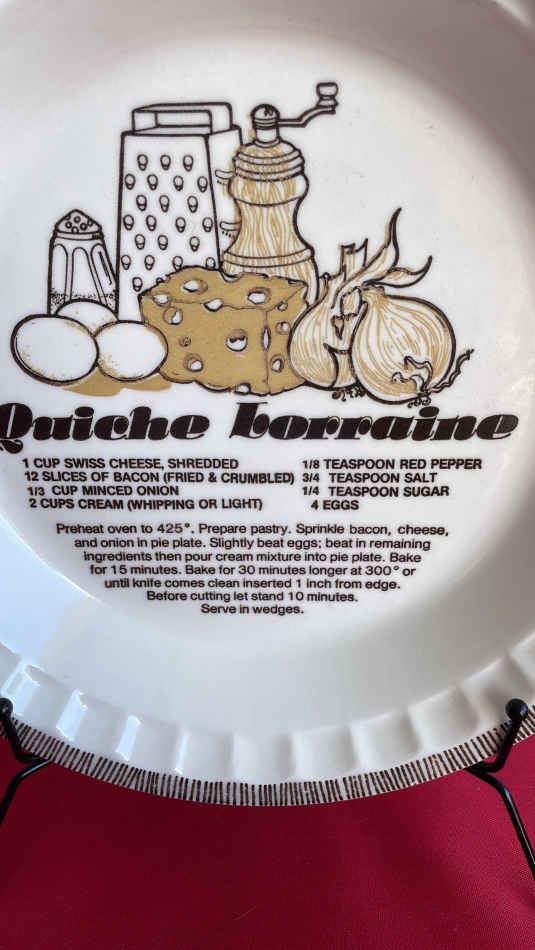 Quiche Lorraine
1 CUP SWISS CHEESE, SHREDDED
12 SLICES OF BACON (FRIED & CRUMBLED)
1/3 CUP MINCED ONION
2 CUPS CREAM (WHIPPING OR LIGHT)
1/8 TEASPOON RED PEPPER
3/4 TEASPOON SALT
1/4 TEASPOON SUGAR
4 EGGS
Preheat oven to 425°. Prepare pastry. Sprinkle bacon, cheese,
and onion in pie plate. Slightly beat eggs; beat in remaining
ingredients then pour cream mixture into pie plate. Bake
for 15 minutes. Bake for 30 minutes longer at 300° or
until knife comes clean inserted 1 inch from edge.
Before cutting let stand 10 minutes.
Serve in wedges.